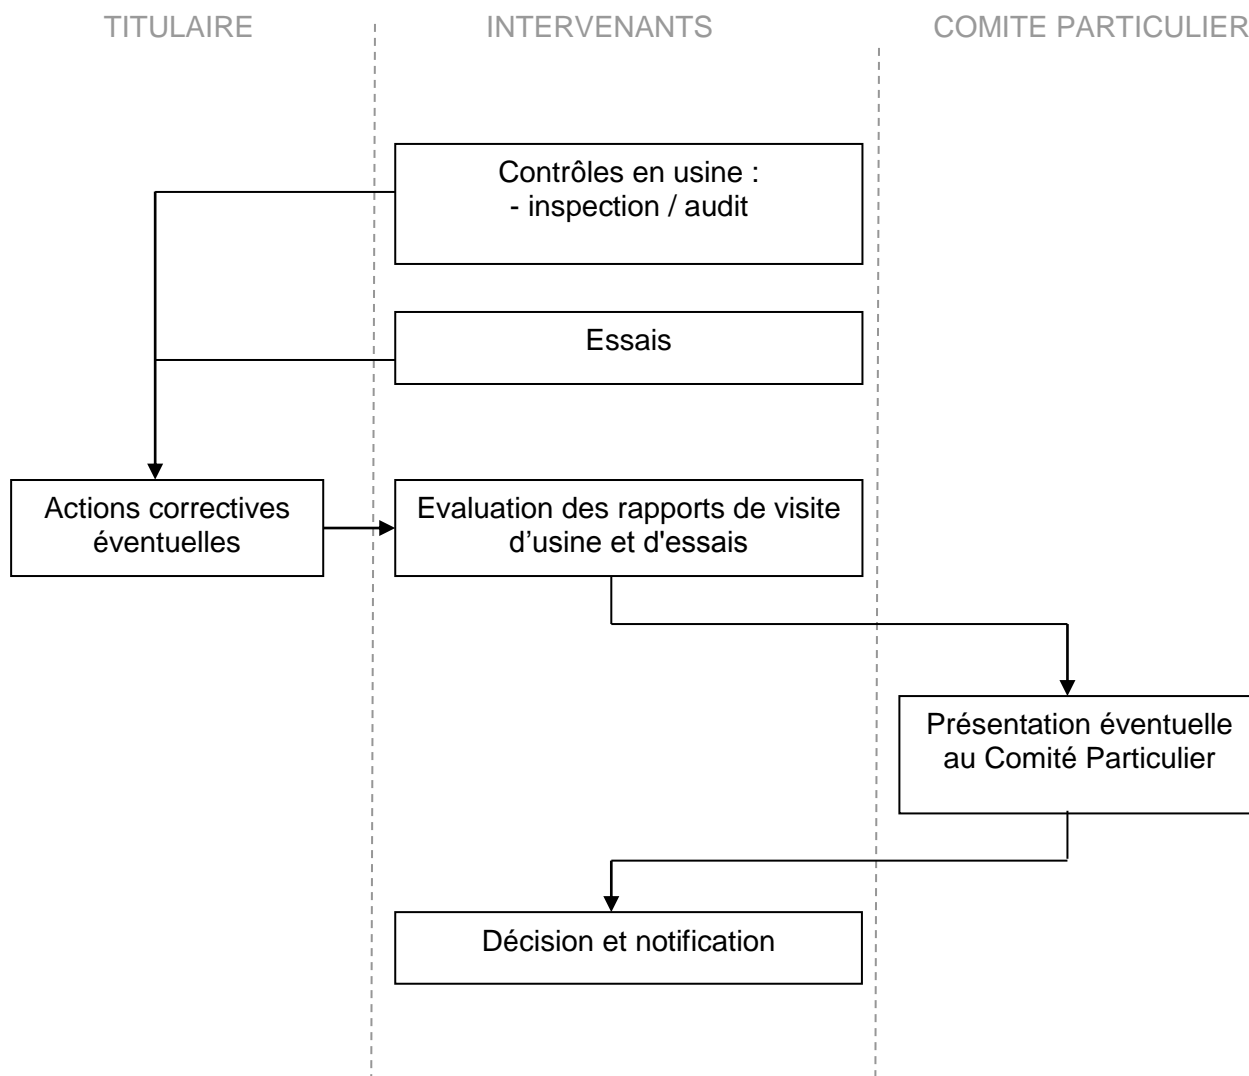 TITULAIRE
INTERVENANTS
COMITE PARTICULIER
Contrôles en usine :
- inspection / audit
Essais
Actions correctives
éventuelles
Evaluation des rapports de visite
d’usine et d'essais
Présentation éventuelle
au Comité Particulier
Décision et notification